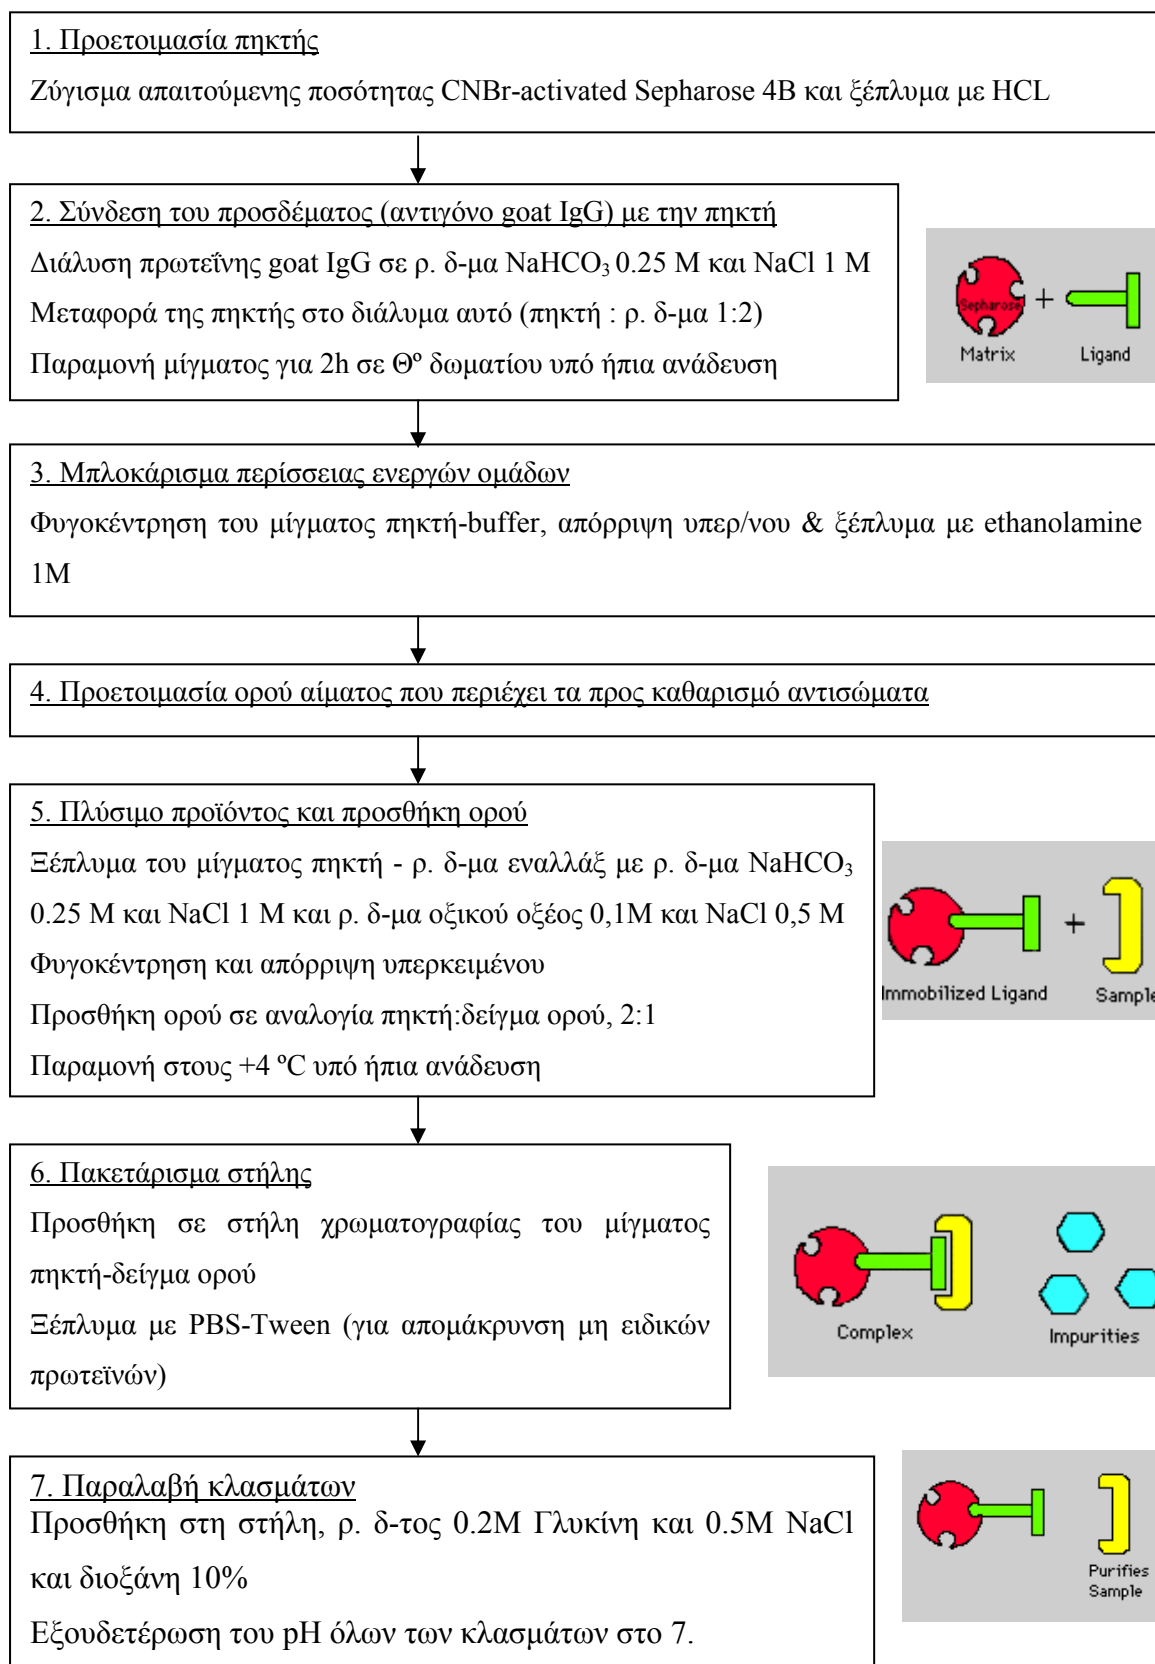 1. Προετοιμασία πηκτής
Ζύγισμα απαιτούμενης ποσότητας CNBr-activated Sepharose 4B και ξέπλυμα με HCL
2. Σύνδεση του προσδέματος (αντιγόνο goat IgG) με την πηκτή
Διάλυση πρωτεΐνης goat IgG σε ρ. δ-μα NaHCO₃ 0.25 M και NaCl 1 M
Μεταφορά της πηκτής στο διάλυμα αυτό (πηκτή : ρ. δ-μα 1:2)
Παραμονή μίγματος για 2h σε Θº δωματίου υπό ήπια ανάδευση
Sepharose
+
Matrix
Ligand
3. Μπλοκάρισμα περίσσειας ενεργών ομάδων
Φυγοκέντρηση του μίγματος πηκτή-buffer, απόρριψη υπερ/νου & ξέπλυμα με ethanolamine
1M
4. Προετοιμασία ορού αίματος που περιέχει τα προς καθαρισμό αντισώματα
5. Πλύσιμο προϊόντος και προσθήκη ορού
Ξέπλυμα του μίγματος πηκτή - ρ. δ-μα εναλλάξ με ρ. δ-μα NaHCO₃
0.25 M και NaCl 1 M και ρ. δ-μα οξικού οξέος 0,1M και NaCl 0,5 M
Φυγοκέντρηση και απόρριψη υπερκειμένου
Προσθήκη ορού σε αναλογία πηκτή:δείγμα ορού, 2:1
Παραμονή στους +4 ºC υπό ήπια ανάδευση
+
Immobilized Ligand
Sample
6. Πακετάρισμα στήλης
Προσθήκη σε στήλη χρωματογραφίας του μίγματος
πηκτή-δείγμα ορού
Ξέπλυμα με PBS-Tween (για απομάκρυνση μη ειδικών
πρωτεϊνών)
Complex
Impurities
7. Παραλαβή κλασμάτων
Προσθήκη στη στήλη, ρ. δ-τος 0.2M Γλυκίνη και 0.5M NaCl
και διοξάνη 10%
Εξουδετέρωση του pH όλων των κλασμάτων στο 7.
Purifies
Sample